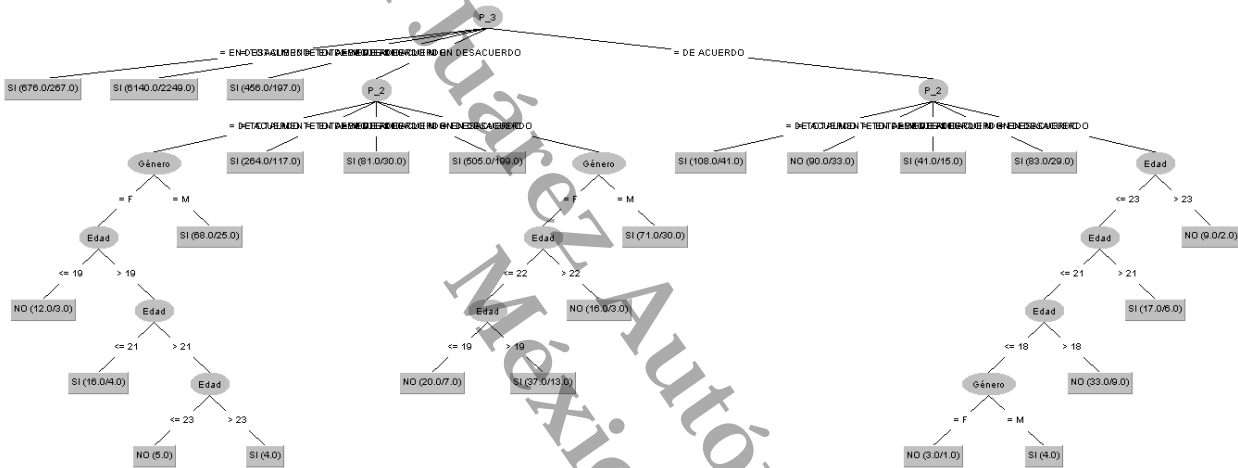 P_3
= DE ACUERDO
SI (676.0/267.0) SI (6140.0/2249.0) SI (456.0/197.0) P_2 P_2
Género SI (264.0/117.0) SI (81.0/30.0) SI (505.0/199.0) Género SI (108.0/41.0) NO (90.0/33.0) SI (41.0/15.0) SI (83.0/29.0) Edad
= F = M = F = M <= 23 > 23
Edad SI (68.0/25.0) Edad SI (71.0/30.0) Edad NO (9.0/2.0)
<= 19 > 19 <= 22 > 22 <= 21 > 21
NO (12.0/3.0) Edad Edad NO (16.0/3.0) Edad SI (17.0/6.0)
<= 21 > 21 <= 19 > 19 <= 18 > 18
SI (16.0/4.0) Edad NO (20.0/7.0) SI (37.0/13.0) Género NO (33.0/9.0)
<= 23 > 23 = F = M
NO (5.0) SI (4.0) NO (3.0/1.0) SI (4.0)
Juárez Autó
Méxi